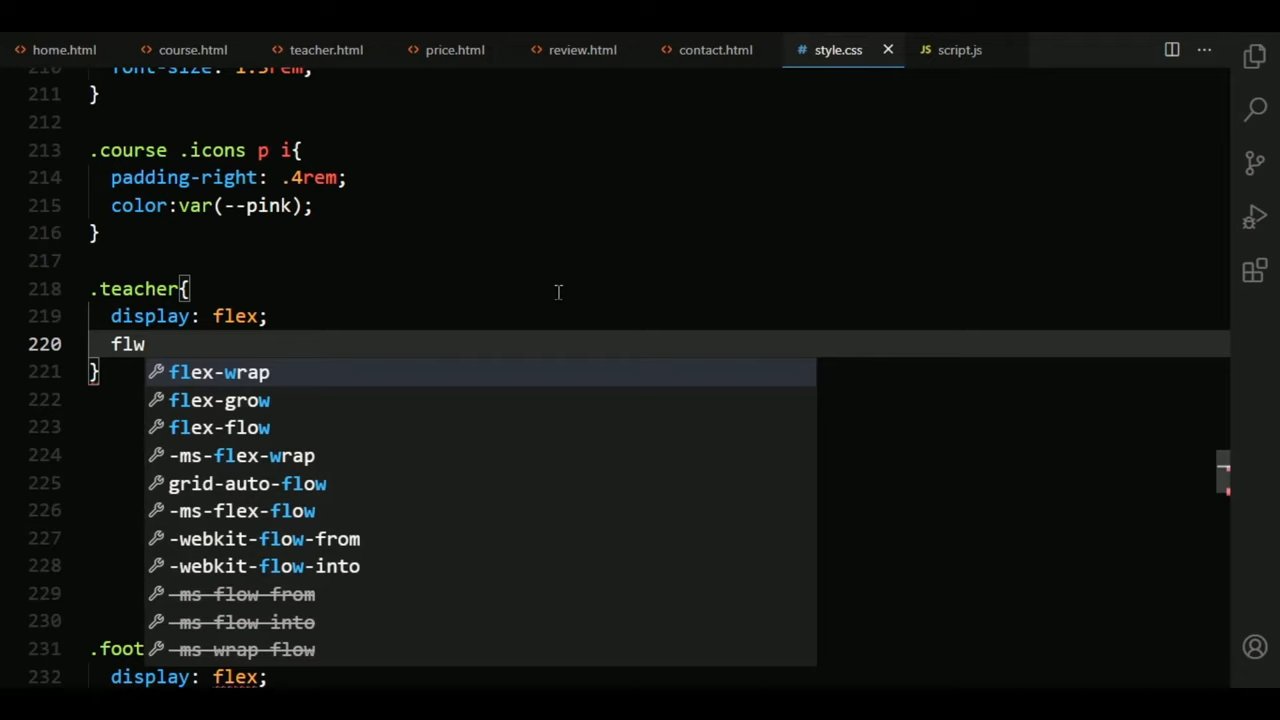 home.html course.html teacher.html price.html review.html contact.html # style.css JS script.js
210 font-size: 1.5rem;
211 }
212
213 .course .icons p i{
214 padding-right: .4rem;
215 color:var(--pink);
216 }
217
218 .teacher{
219 display: flex;
220 flw
221 } flex-wrap
222 flex-grow
223 flex-flow
224 -ms-flex-wrap
225 grid-auto-flow
226 -ms-flex-flow
227 -webkit-flow-from
228 -webkit-flow-into
229 -ms-flow-from
230 -ms-flow-into
231 .foot -ms-wrap-flow
232 display: flex;